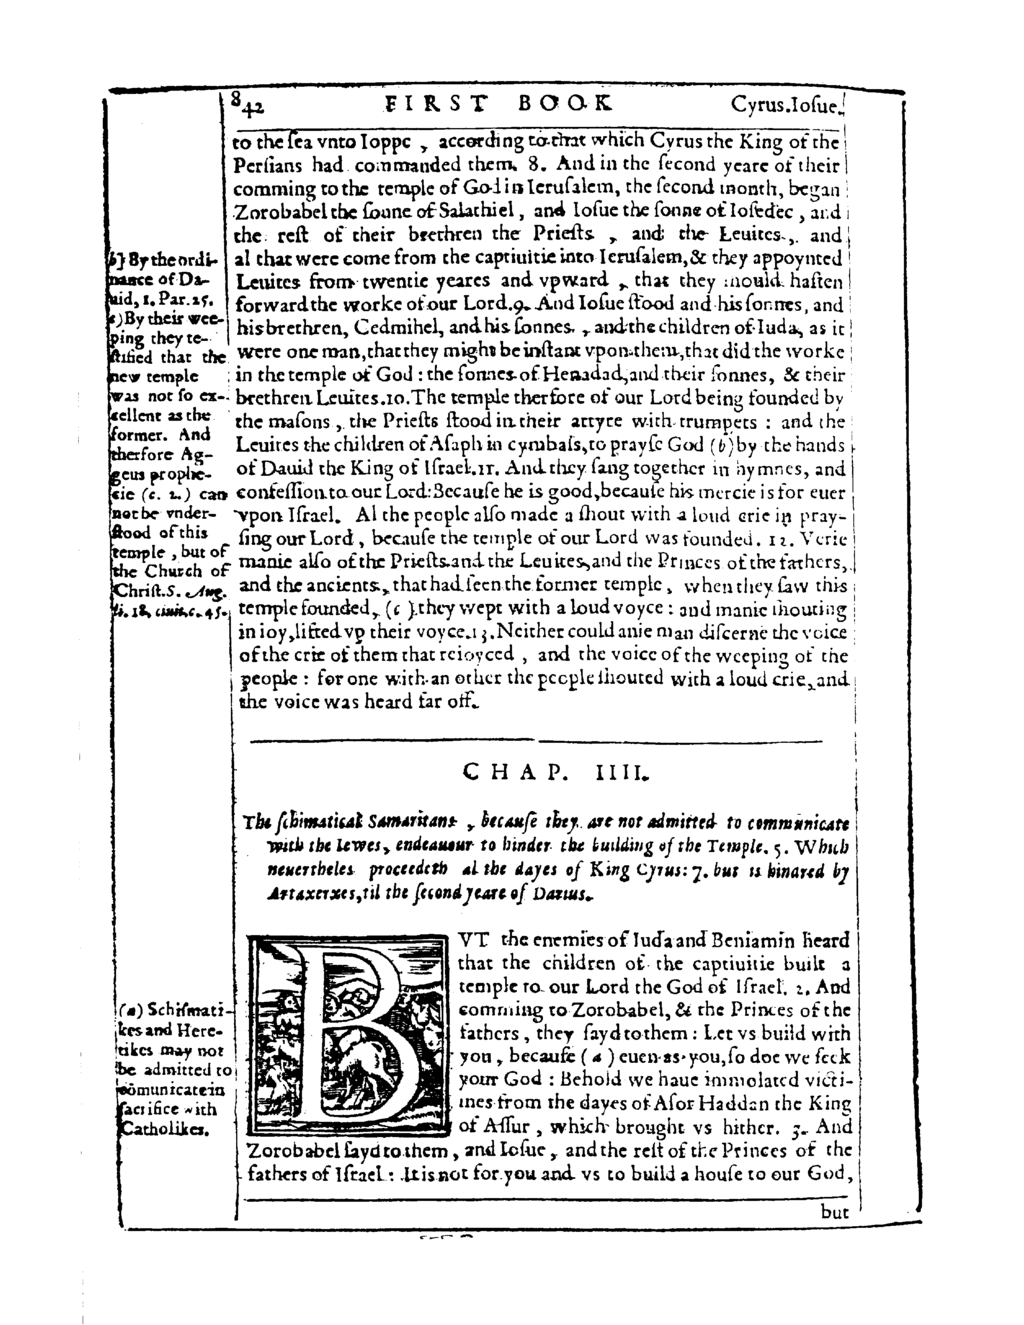 842 FIRST BOOK Cyrus.Iosue.
to the sea vnto Ioppe , according to that which Cyrus the King of the
Persians had commanded them. 8. And in the second yeare of their
comming to the temple of God in Ierusalem, the second month, began
Zorobabel the sonne of Salathiel , and Iosue the sonne of Iosedec , and
the rest of their brethren the Priests , and the Leuites , and
al that were come from the captiuitie into Ierusalem,& they appoynted
Leuites from twentie yeares and vpward , that they should hasten
forward the worke of our Lord.9. And Iosue stood and his sonnes, and
his brethren, Cedmihel, and his sonnes , and the children of Iuda, as it
were one man,that they might be instant vpon them,that did the worke
in the temple of God : the sonnes of Henadad,and their sonnes, & their
brethren Leuites.10.The temple therfore of our Lord being founded by
the masons , the Priests stood in their attyre with trumpets : and the
Leuites the children of Asaph in cymbals,to prayse God (b) by the hands
of Dauid the King of Israel.11. And they sang together in hymnes, and
confession to our Lord:Because he is good,because his mercie is for euer
vpon Israel. Al the people also made a shout with a loud crie in pray-
sing our Lord , because the temple of our Lord was founded. 12. Verie
manie also of the Priests and the Leuites,and the Princes of the fathers,
and the ancients, that had seen the former temple , when they saw this
temple founded, (c ) they wept with a loud voyce : and manie shouting
in ioy,lifted vp their voyce.13.Neither could anie man discerne the voice
of the crie of them that reioyced , and the voice of the weeping of the
people : for one with an other the people shouted with a loud crie, and
the voice was heard far off.
b) By the ordi-
nance of Da-
uid, 1. Par.25.
c)By their wee-
ping they te-
stified that the
new temple
was not so ex-
cellent as the
former. And
therfore Ag-
geus prophe-
cie (c. 2.) can
not be vnder-
stood of this
temple , but of
the Church of
Christ.S. Aug.
li. 18. ciuit.c. 45.
CHAP. IIII.
The schismatical Samaritans , because they are not admitted to communicate
with the Iewes, endeauour to hinder the building of the Temple. 5. Which
neuertheles proceedeth al the dayes of King Cyrus: 7. but is hindred by
Artaxerxes,til the second yeare of Darius.
BVT the enemies of Iuda and Beniamin heard
that the children of the captiuitie built a
temple to our Lord the God of Israel. 2. And
comming to Zorobabel, & the Princes of the
fathers , they sayd to them : Let vs build with
you , because ( a ) euen as you,so doe we seek
your God : Behold we haue immolated victi-
mes from the dayes of Asor Haddan the King
of Assur , which brought vs hither. 3. And
Zorobabel sayd to them , and Iosue , and the rest of the Princes of the
fathers of Israel : It is not for you and vs to build a house to our God,
(a) Schismati-
kes and Here-
tikes may not
be admitted to
cõmunicate in
sacrifice with
Catholikes.
but